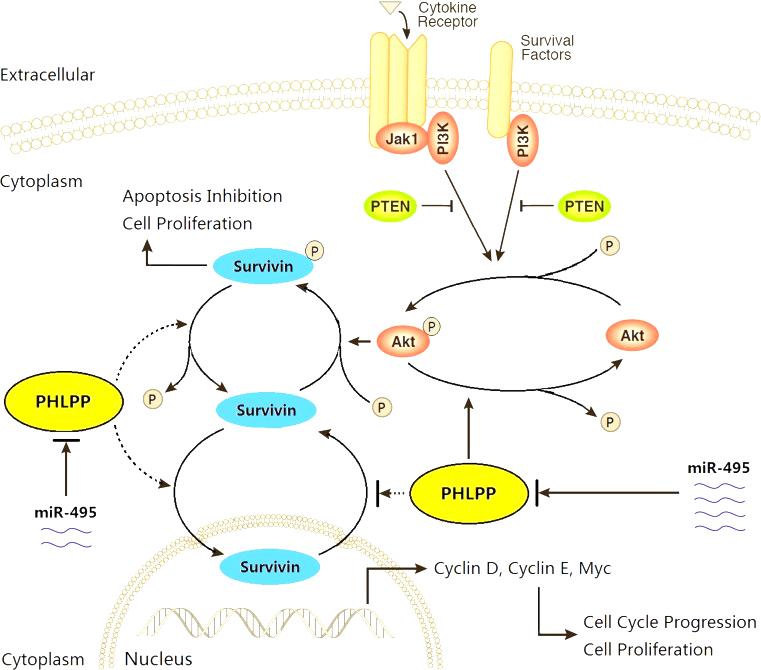 Cytokine
Receptor
Survival
Factors
Extracellular
Jak1
PI3K
PI3K
Cytoplasm
Apoptosis Inhibition
Cell Proliferation
PTEN
PTEN
P
P
Survivin
P
Akt
Akt
PHLPP
P
Survivin
P
P
miR-495
PHLPP
miR-495
Survivin
Cyclin D, Cyclin E, Myc
Cell Cycle Progression
Cell Proliferation
Cytoplasm
Nucleus